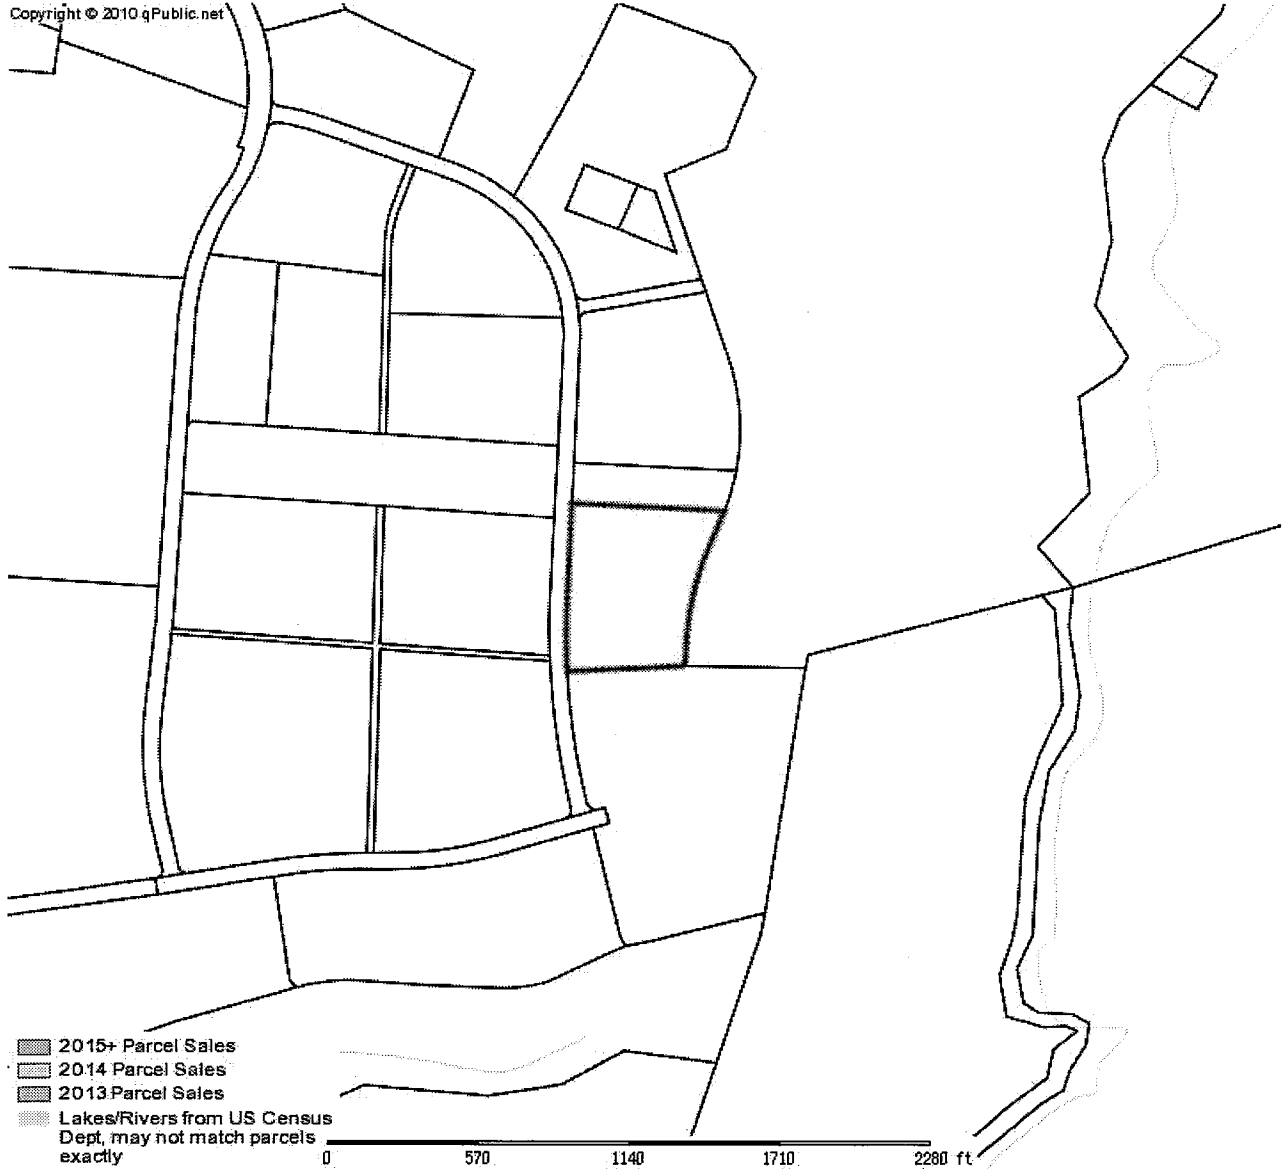 Copyright © 2010 qPublic.net
2015+ Parcel Sales
2014 Parcel Sales
2013 Parcel Sales
Lakes/Rivers from US Census
Dept, may not match parcels
exactly
0 570 1140 1710 2280 ft